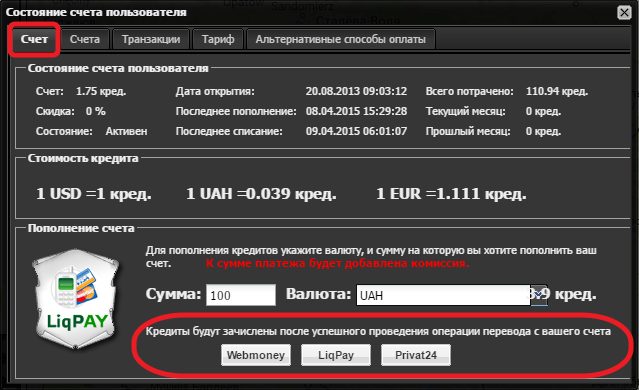 Sandomierz
Состояние счета пользователя
Счет Счета Транзакции Тариф Альтернативные способы оплаты
Состояние счета пользователя
Счет: 1.75 кред. Дата открытия: 20.08.2013 09:03:12 Всего потрачено: 110.94 кред.
Скидка: 0 % Последнее пополнение: 08.04.2015 15:29:28 Текущий месяц: 0 кред.
Состояние: Активен Последнее списание: 09.04.2015 06:01:07 Прошлый месяц: 0 кред.
Стоимость кредита
1 USD =1 кред. 1 UAH =0.039 кред. 1 EUR =1.111 кред.
Пополнение счета
Для пополнения кредитов укажите валюту, и сумму на которую вы хотите пополнить ваш
счет. К сумме платежа будет добавлена комиссия.
Сумма: 100 Валюта: UAH кред.
LiqPAY
Кредиты будут зачислены после успешного проведения операции перевода с вашего счета
Webmoney LiqPay Privat24